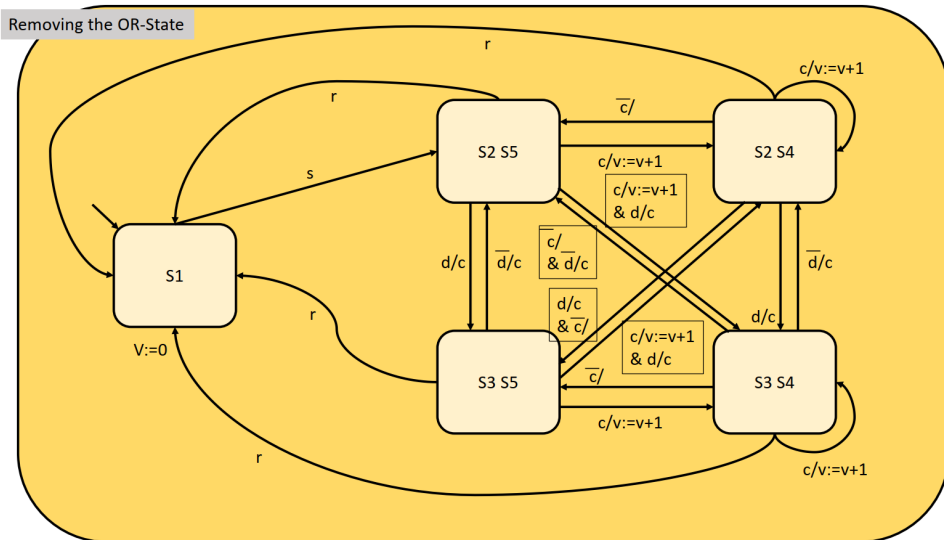 Removing the OR-State
r
c/v:=v+1
r
c̅/
S2 S5
S2 S4
c/v:=v+1
s
c/v:=v+1
& d/c
c̅/
& d̅/c
d/c
d̅/c
d̅/c
S1
d/c
& c̅/
r
d/c
c/v:=v+1
& d/c
V:=0
c̅/
S3 S5
S3 S4
c/v:=v+1
r
c/v:=v+1